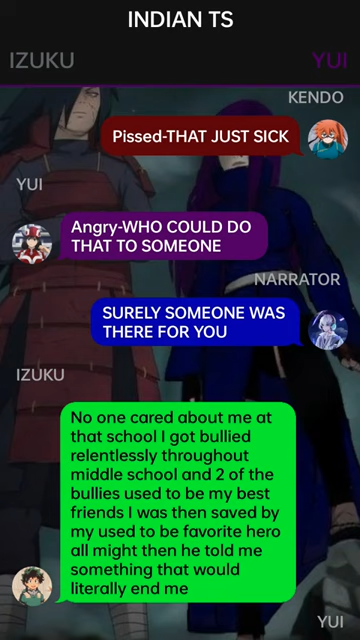 INDIAN TS
IZUKU YUI
KENDO
Pissed-THAT JUST SICK
YUI
Angry-WHO COULD DO
THAT TO SOMEONE
NARRATOR
SURELY SOMEONE WAS
THERE FOR YOU
IZUKU
No one cared about me at
that school I got bullied
relentlessly throughout
middle school and 2 of the
bullies used to be my best
friends I was then saved by
my used to be favorite hero
all might then he told me
something that would
literally end me
YUI